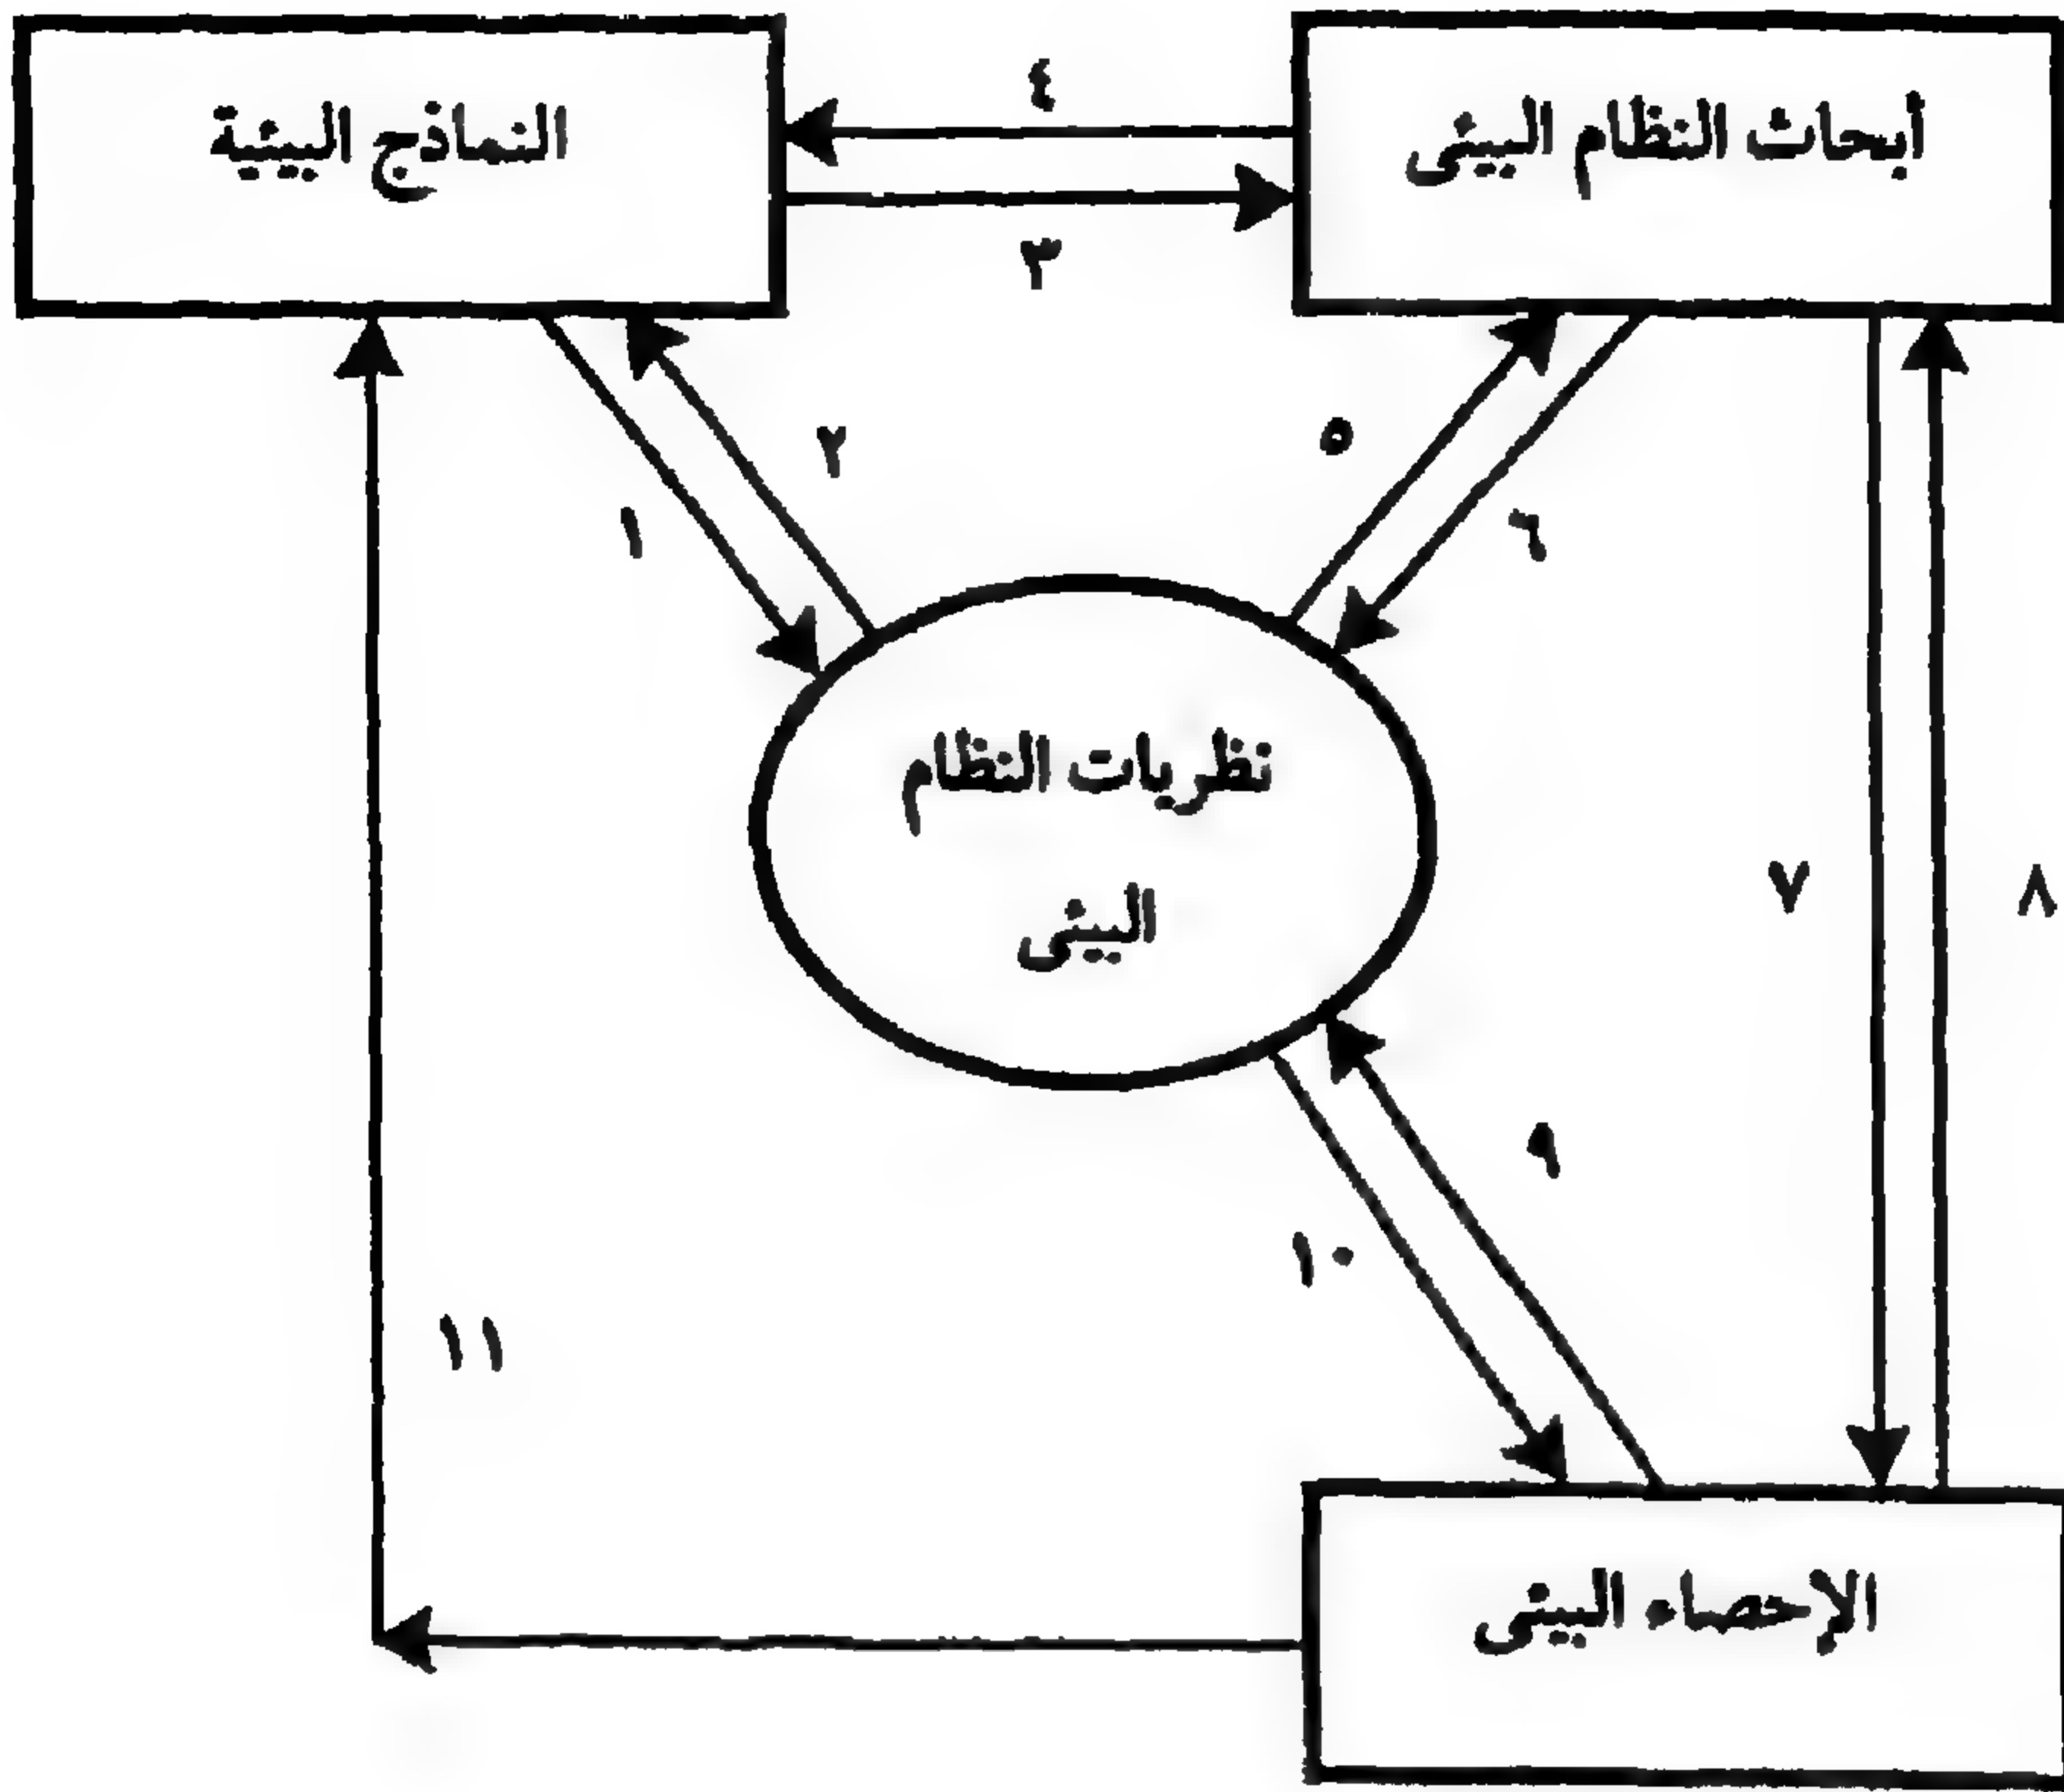 أبحاث النظام البيئى
النماذج البيئية
٤
٣
٢
٥
١
٦
نظريات النظام
البيئى
٧
٨
٩
١٠
١١
الإحصاء البيئى